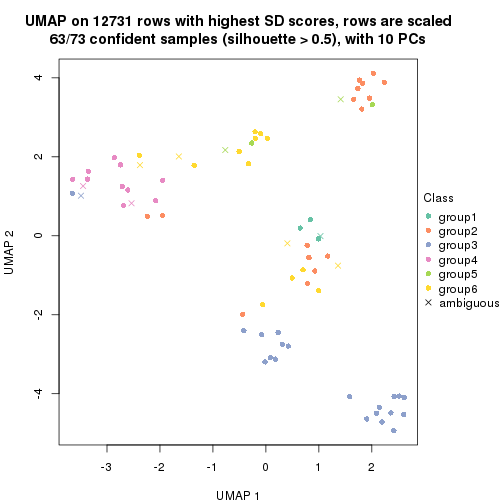 UMAP on 12731 rows with highest SD scores, rows are scaled
63/73 confident samples (silhouette > 0.5), with 10 PCs
4
2
0
-2
-4
UMAP 2
-3
-2
-1
0
1
2
UMAP 1
Class
group1
group2
group3
group4
group5
group6
ambiguous